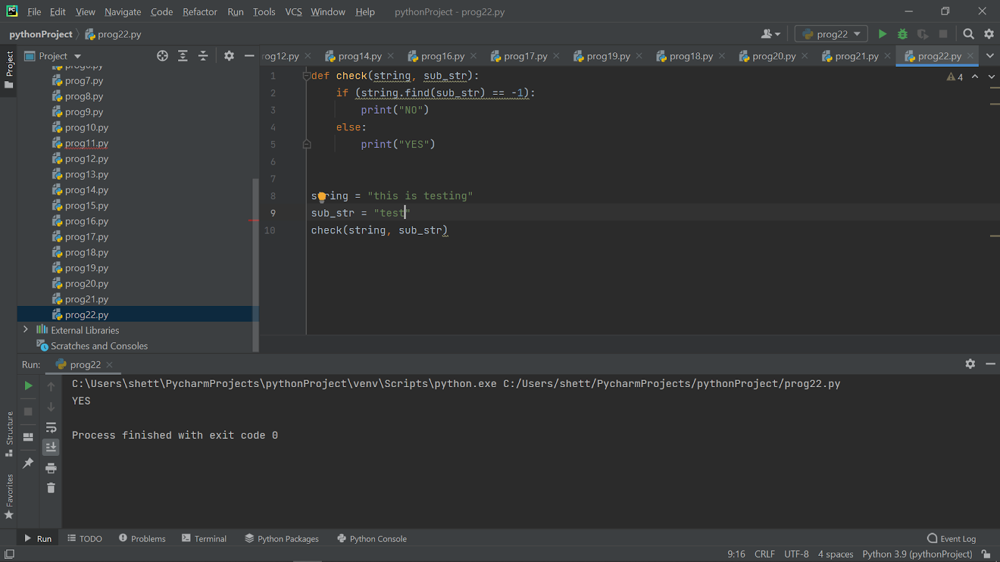 PC File Edit View Navigate Code Refactor Run Tools VCS Window Help pythonProject - prog22.py
pythonProject prog22.py prog22
Project
Project rog12.py prog14.py prog16.py prog17.py prog19.py prog18.py prog20.py prog21.py prog22.py
prog6.py
prog7.py
prog8.py
prog9.py
prog10.py
prog11.py
prog12.py
prog13.py
prog14.py
prog15.py
prog16.py
prog17.py
prog18.py
prog19.py
prog20.py
prog21.py
prog22.py
External Libraries
Scratches and Consoles
1 def check(string, sub_str): 4
2 if (string.find(sub_str) == -1):
3 print("NO")
4 else:
5 print("YES")
6
7
8 string = "this is testing"
9 sub_str = "test"
10 check(string, sub_str)
Run: prog22
C:\Users\shett\PycharmProjects\pythonProject\venv\Scripts\python.exe C:/Users/shett/PycharmProjects/pythonProject/prog22.py
YES
Process finished with exit code 0
Structure
Favorites
Run TODO Problems Terminal Python Packages Python Console Event Log
9:16 CRLF UTF-8 4 spaces Python 3.9 (pythonProject)